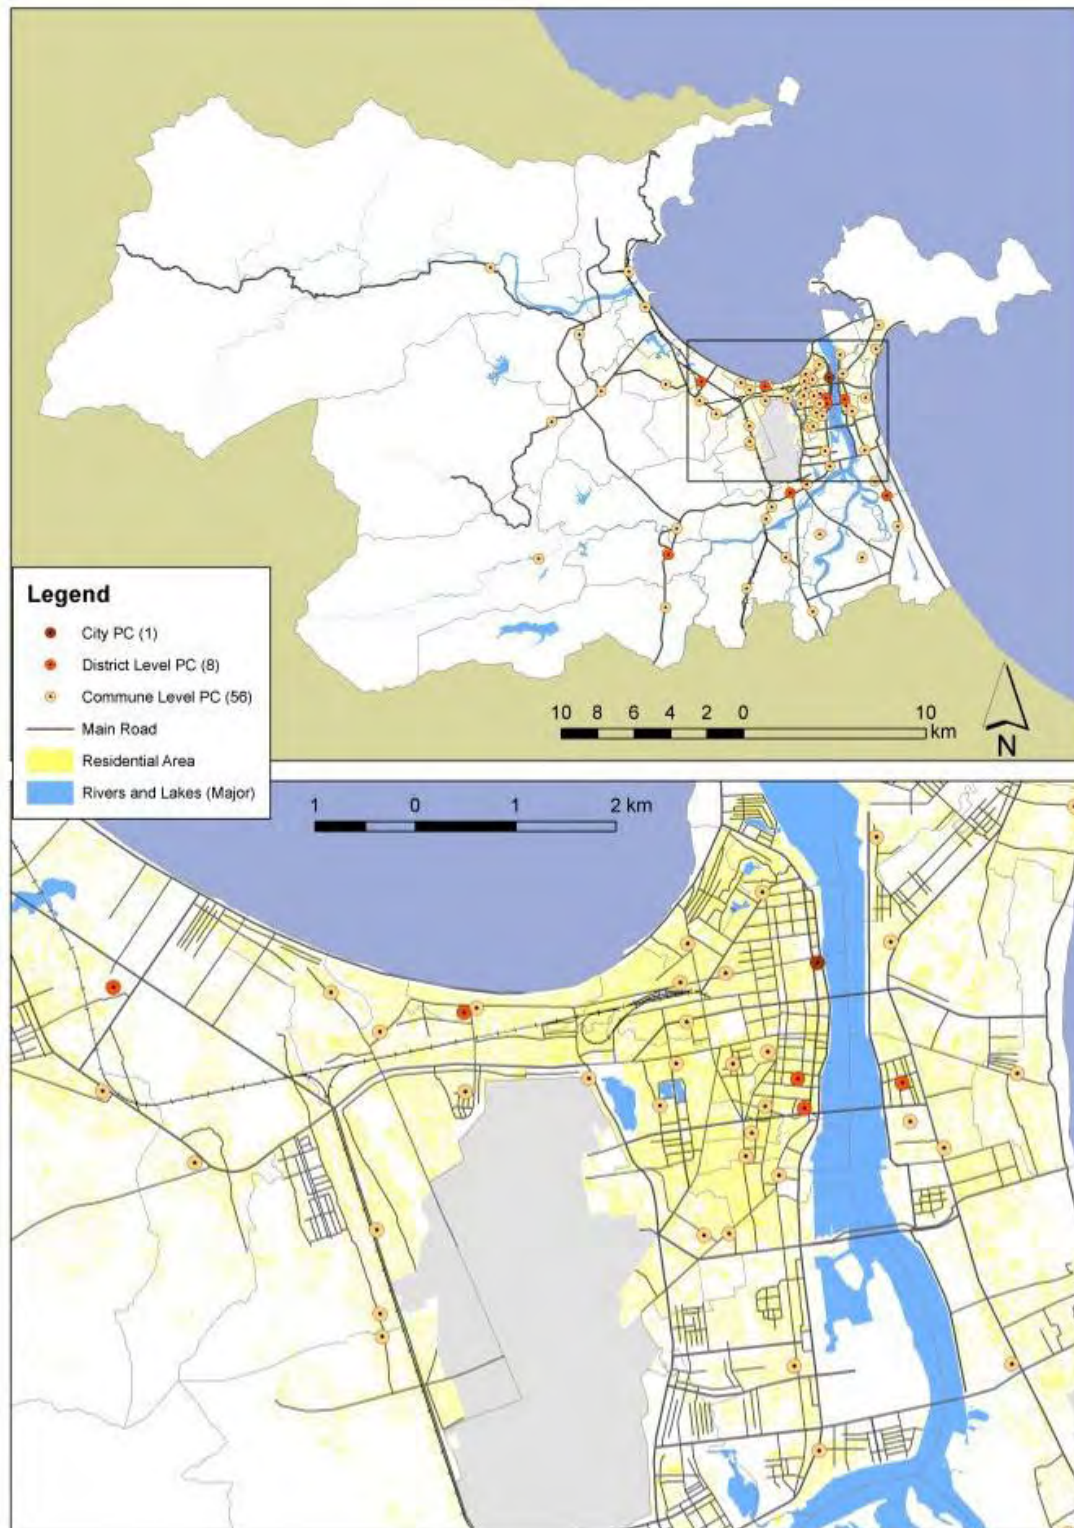 Legend
City PC (1)
District Level PC (8)
Commune Level PC (56)
Main Road
Residential Area
Rivers and Lakes (Major)
10 8 6 4 2 0 10
km
N
1 0 1 2 km